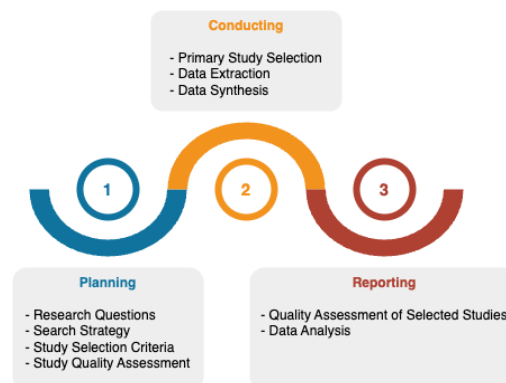 Conducting
- Primary Study Selection
- Data Extraction
- Data Synthesis
1
2
3
Planning
- Research Questions
- Search Strategy
- Study Selection Criteria
- Study Quality Assessment
Reporting
- Quality Assessment of Selected Studies
- Data Analysis